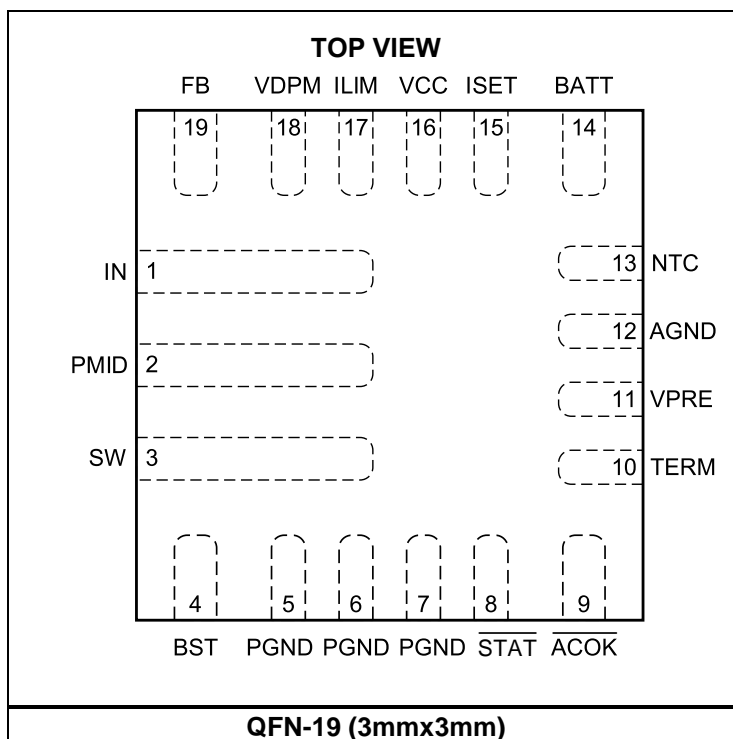 TOP VIEW
FB VDPM ILIM VCC ISET BATT
19 18 17 16 15 14
IN 1 13 NTC
12 AGND
PMID 2
11 VPRE
SW 3 10 TERM
4 5 6 7 8 9
BST PGND PGND PGND STAT ACOK
QFN-19 (3mmx3mm)